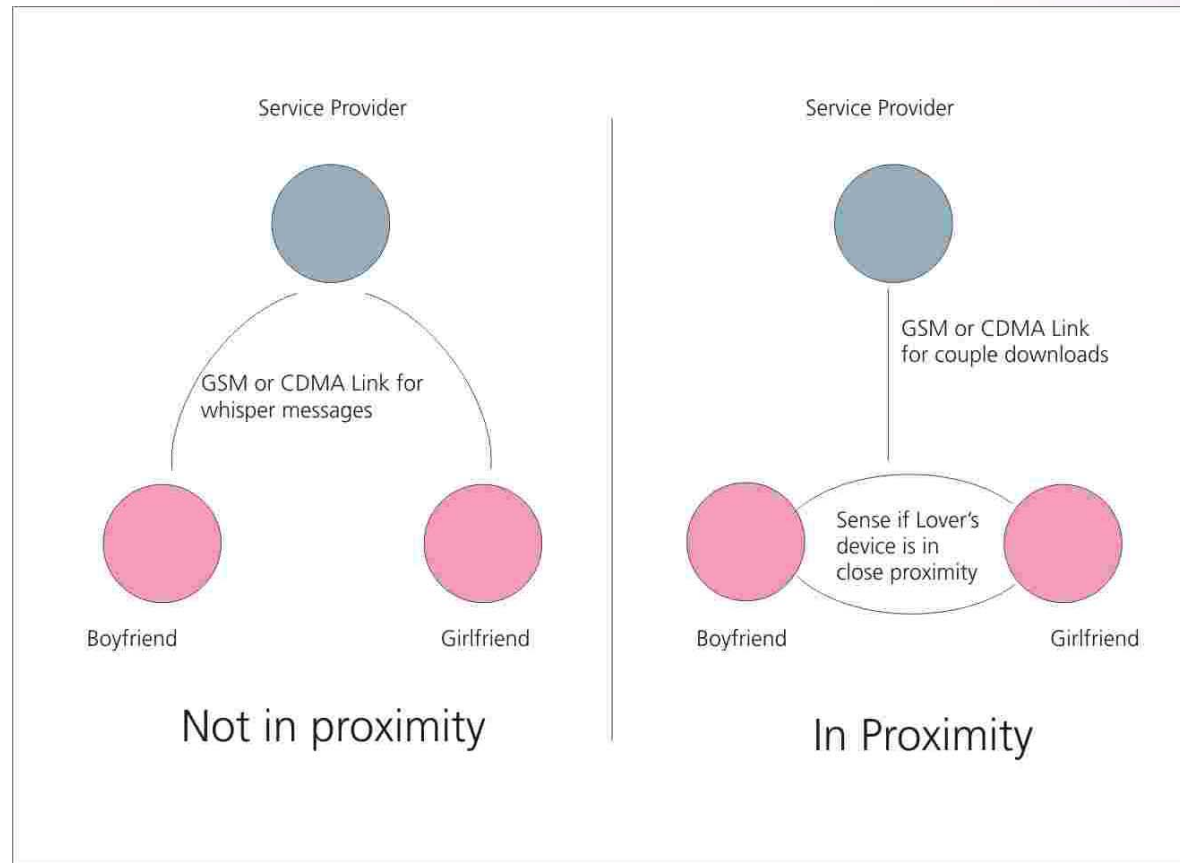 Service Provider
GSM or CDMA Link for
whisper messages
Boyfriend
Girlfriend
Not in proximity
Service Provider
GSM or CDMA Link
for couple downloads
Sense if Lover's
device is in
close proximity
Boyfriend
Girlfriend
In Proximity